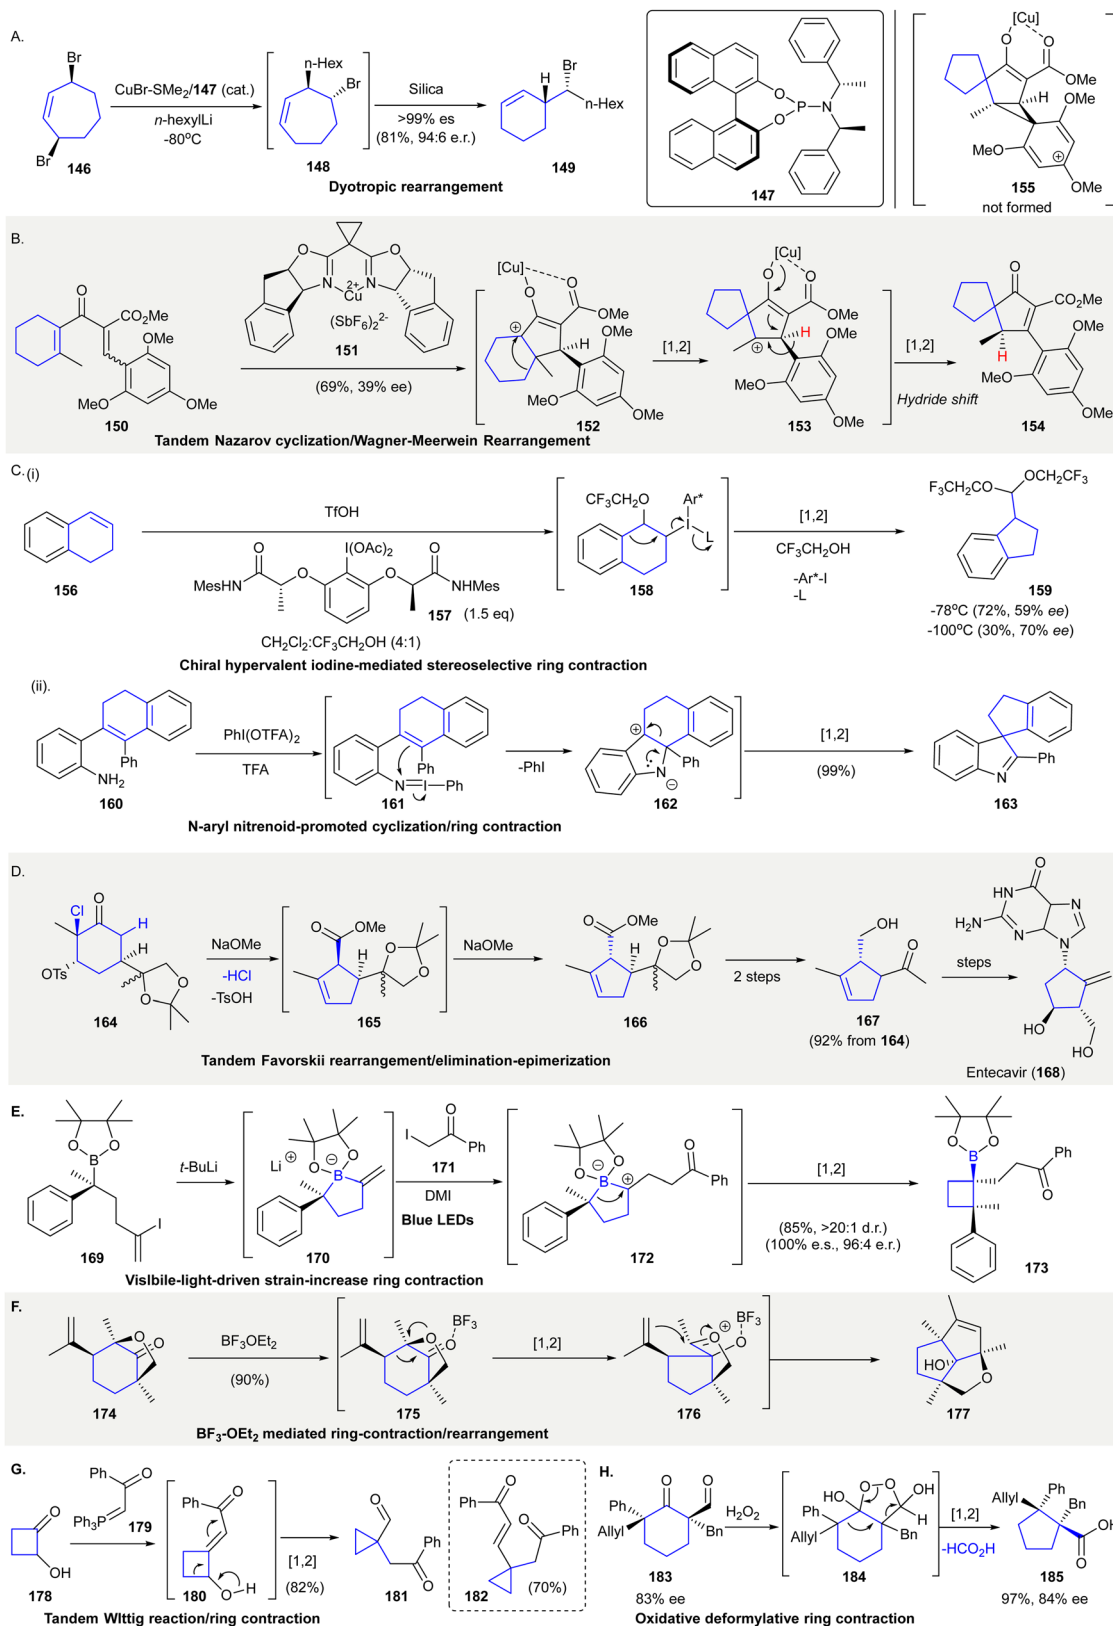 A.
Br
Br
146
CuBr-SMe₂/147 (cat.)
n-hexylLi
-80°C
n-Hex
Br
148
Silica
>99% es
(81%, 94:6 e.r.)
Br
H
n-Hex
149
Dyotropic rearrangement
O
O
P
N
147
[Cu]
O
O
OMe
H
OMe
MeO
⊕
OMe
155
not formed
B.
O
CO₂Me
OMe
MeO
OMe
150
O
O
N
N
2+
Cu
(SbF₆)₂²⁻
151
(69%, 39% ee)
[Cu]
O
O
OMe
⊕
H
OMe
OMe
OMe
152
[1,2]
[Cu]
O
O
OMe
H
⊕
OMe
MeO
OMe
153
[1,2]
Hydride shift
O
CO₂Me
H
OMe
MeO
OMe
154
Tandem Nazarov cyclization/Wagner-Meerwein Rearrangement
C. (i)
156
TfOH
I(OAc)₂
O
O
O
O
MesHN
NHMes
157 (1.5 eq)
CH₂Cl₂:CF₃CH₂OH (4:1)
CF₃CH₂O
Ar*
I
L
158
[1,2]
CF₃CH₂OH
-Ar*-I
-L
F₃CH₂CO
OCH₂CF₃
159
-78°C (72%, 59% ee)
-100°C (30%, 70% ee)
Chiral hypervalent iodine-mediated stereoselective ring contraction
(ii).
Ph
NH₂
160
PhI(OTFA)₂
TFA
Ph
N=I-Ph
161
-PhI
⊕
Ph
N
⊖
162
[1,2]
(99%)
Ph
N
163
N-aryl nitrenoid-promoted cyclization/ring contraction
D.
Cl
O
H
H
OTs
O
O
164
NaOMe
-HCl
-TsOH
O
OMe
H
O
O
165
NaOMe
O
OMe
H
O
O
166
2 steps
OH
O
167
(92% from 164)
steps
O
HN
N
H₂N
N
N
HO
HO
Entecavir (168)
Tandem Favorskii rearrangement/elimination-epimerization
E.
O
O
B
I
169
t-BuLi
Li⊕
O
O
⊖
B
170
O
I
Ph
171
DMI
Blue LEDs
O
O
⊖
B
⊕
O
Ph
172
[1,2]
(85%, >20:1 d.r.)
(100% e.s., 96:4 e.r.)
O
O
B
Ph
O
173
VisIbile-light-driven strain-increase ring contraction
F.
O
O
174
BF₃OEt₂
(90%)
BF₃
O
O
175
[1,2]
BF₃
⊕
O
O
176
HO
O
177
BF₃-OEt₂ mediated ring-contraction/rearrangement
G.
O
OH
178
Ph
O
Ph₃P
179
Ph
O
O-H
180
[1,2]
(82%)
O
Ph
O
181
Ph
O
O
Ph
182
(70%)
Tandem WIttig reaction/ring contraction
H.
Ph
O
O
Allyl
Bn
183
83% ee
H₂O₂
HO
O-O
OH
H
Ph
Allyl
Bn
184
[1,2]
-HCO₂H
Ph
Allyl
Bn
OH
O
185
97%, 84% ee
Oxidative deformylative ring contraction